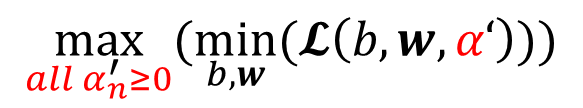 max (min(ℒ(b, w, α‘)))
all α′ₙ≥0 b,w